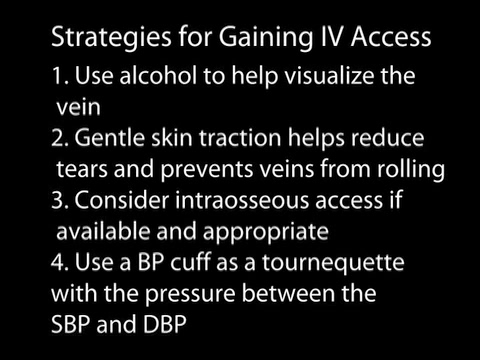 Strategies for Gaining IV Access
1. Use alcohol to help visualize the
vein
2. Gentle skin traction helps reduce
tears and prevents veins from rolling
3. Consider intraosseous access if
available and appropriate
4. Use a BP cuff as a tournequette
with the pressure between the
SBP and DBP